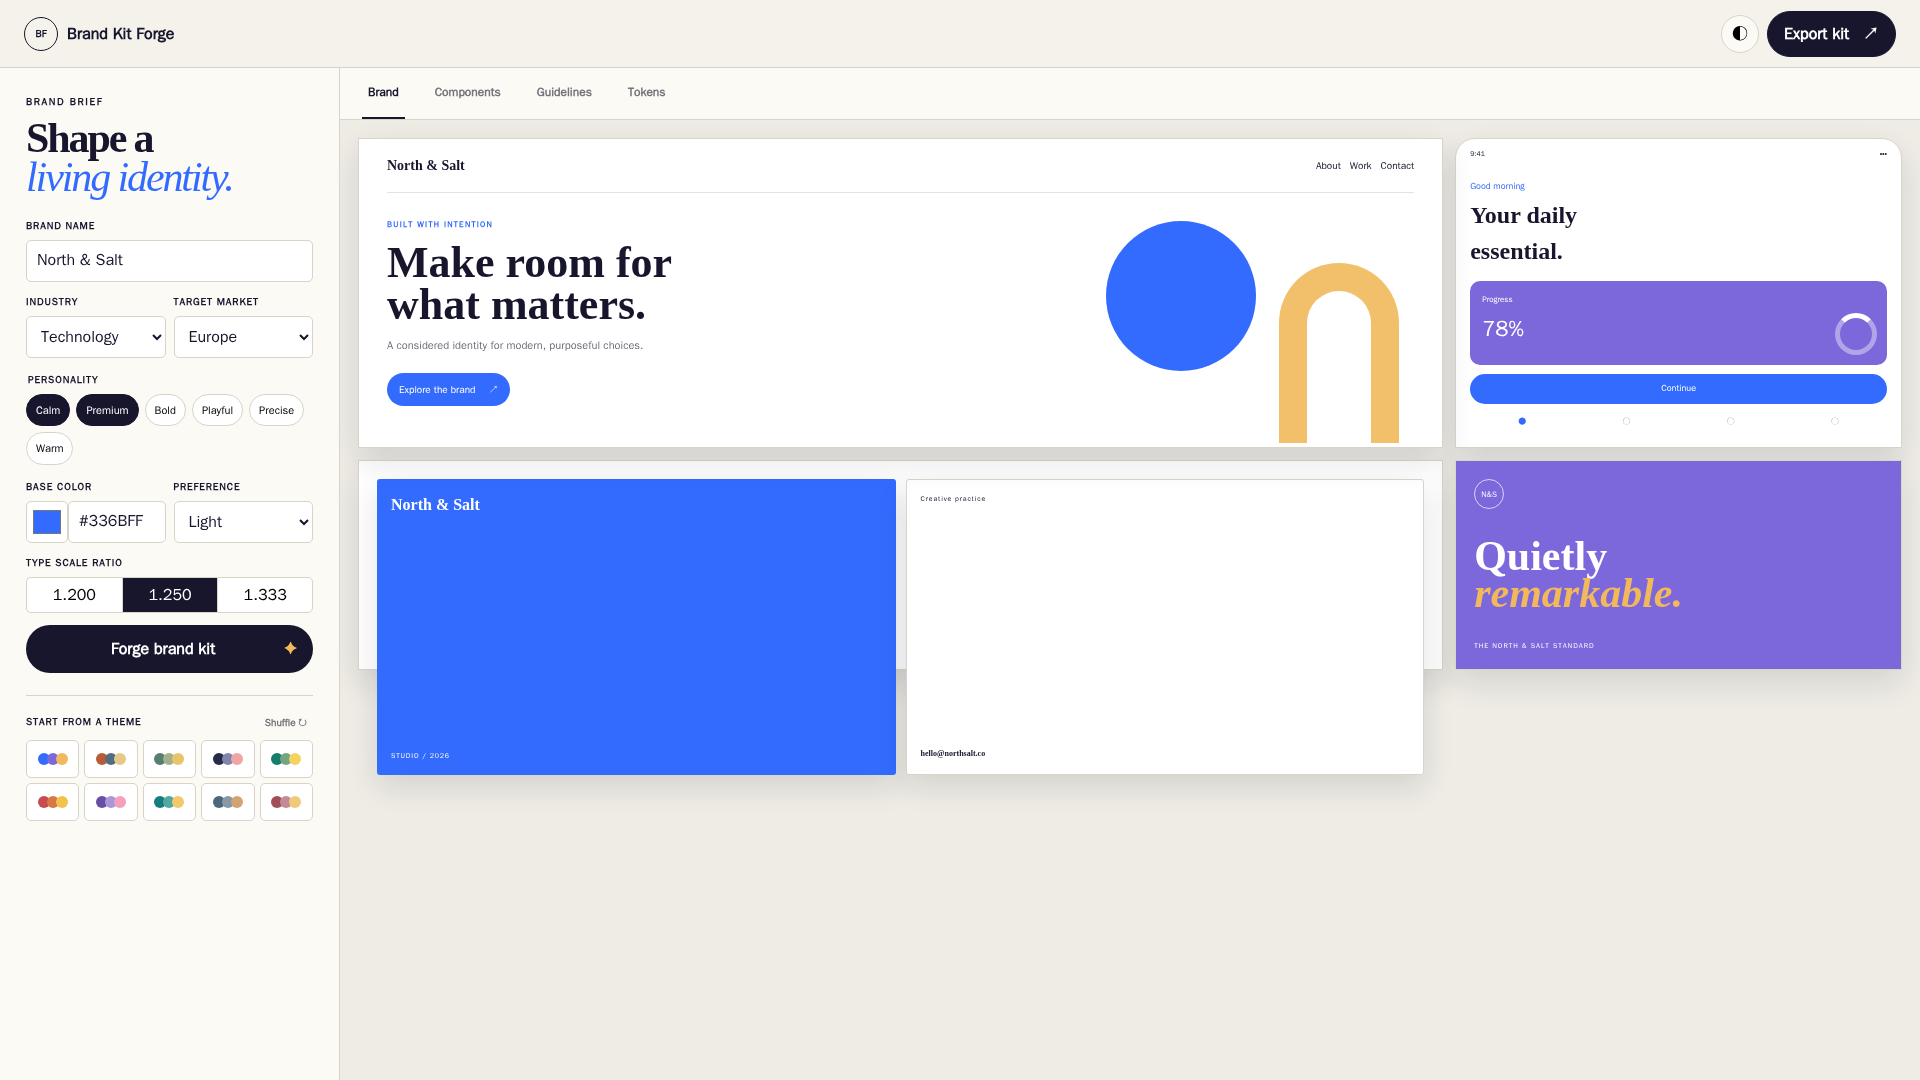 BF
Brand Kit Forge
Export kit ↗
BRAND BRIEF
Shape a
living identity.
BRAND NAME
North & Salt
INDUSTRY
TARGET MARKET
Technology
Europe
PERSONALITY
Calm
Premium
Bold
Playful
Precise
Warm
BASE COLOR
PREFERENCE
#336BFF
Light
TYPE SCALE RATIO
1.200
1.250
1.333
Forge brand kit ✦
START FROM A THEME
Shuffle ↻
Brand
Components
Guidelines
Tokens
North & Salt
About
Work
Contact
BUILT WITH INTENTION
Make room for
what matters.
A considered identity for modern, purposeful choices.
Explore the brand ↗
9:41
•••
Good morning
Your daily
essential.
Progress
78%
Continue
North & Salt
STUDIO / 2026
Creative practice
hello@northsalt.co
N&S
Quietly
remarkable.
THE NORTH & SALT STANDARD